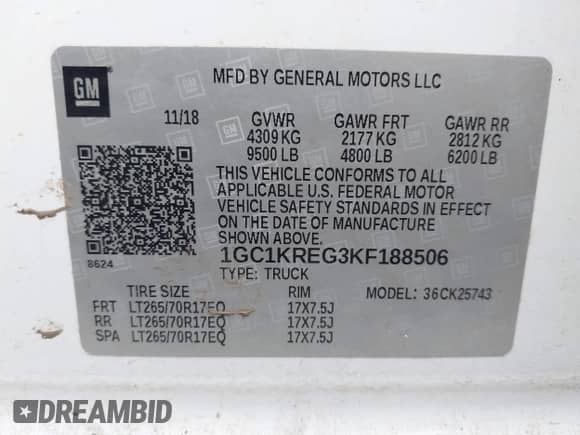 GM
MFD BY GENERAL MOTORS LLC
11/18 GVWR GAWR FRT GAWR RR
4309 KG 2177 KG 2812 KG
9500 LB 4800 LB 6200 LB
THIS VEHICLE CONFORMS TO ALL
APPLICABLE U.S. FEDERAL MOTOR
VEHICLE SAFETY STANDARDS IN EFFECT
ON THE DATE OF MANUFACTURE
SHOWN ABOVE.
8624 1GC1KREG3KF188506
TYPE: TRUCK
TIRE SIZE RIM MODEL: 36CK25743
FRT LT265/70R17EQ 17X7.5J
RR LT265/70R17EQ 17X7.5J
SPA LT265/70R17EQ 17X7.5J
DREAMBID